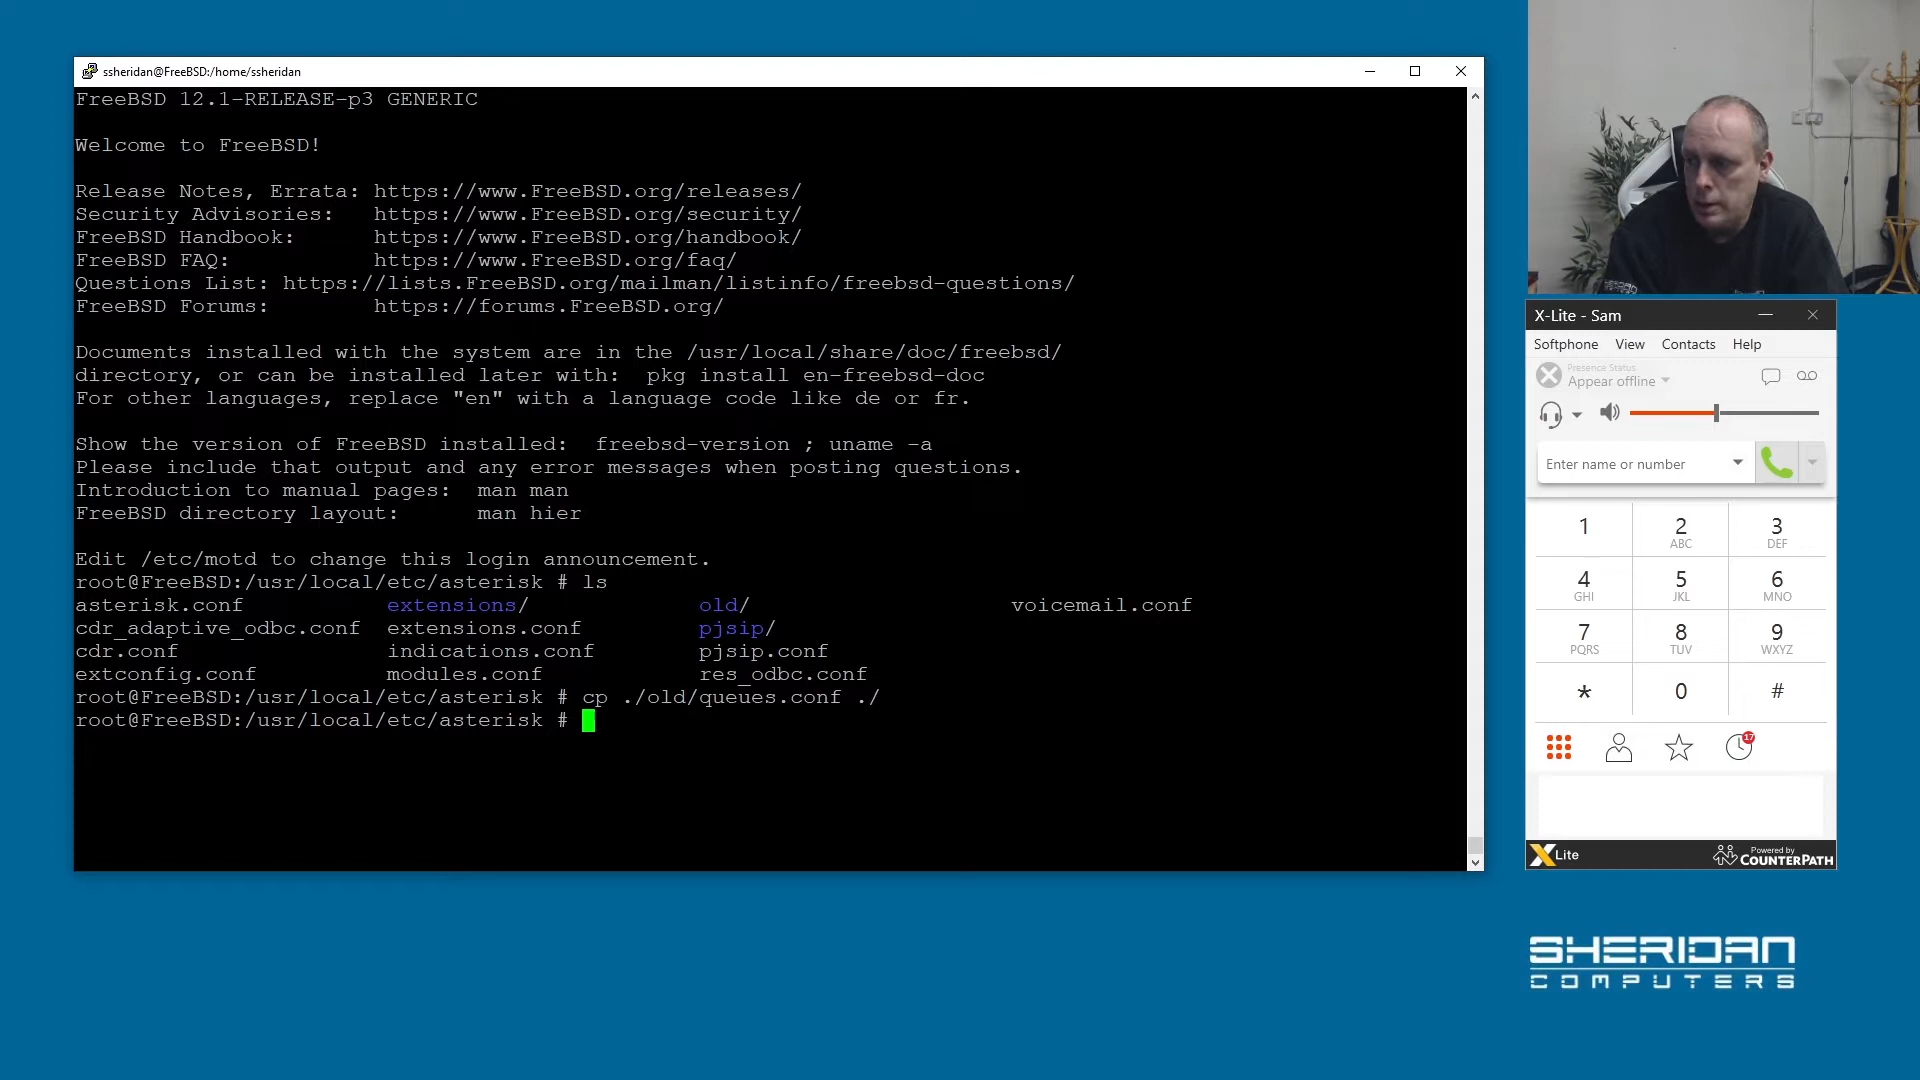 ssheridan@FreeBSD:/home/ssheridan
FreeBSD 12.1-RELEASE-p3 GENERIC
Welcome to FreeBSD!
Release Notes, Errata: https://www.FreeBSD.org/releases/
Security Advisories:   https://www.FreeBSD.org/security/
FreeBSD Handbook:      https://www.FreeBSD.org/handbook/
FreeBSD FAQ:           https://www.FreeBSD.org/faq/
Questions List: https://lists.FreeBSD.org/mailman/listinfo/freebsd-questions/
FreeBSD Forums:        https://forums.FreeBSD.org/
Documents installed with the system are in the /usr/local/share/doc/freebsd/
directory, or can be installed later with:  pkg install en-freebsd-doc
For other languages, replace "en" with a language code like de or fr.
Show the version of FreeBSD installed:  freebsd-version ; uname -a
Please include that output and any error messages when posting questions.
Introduction to manual pages:  man man
FreeBSD directory layout:      man hier
Edit /etc/motd to change this login announcement.
root@FreeBSD:/usr/local/etc/asterisk # ls
asterisk.conf           extensions/             old/                    voicemail.conf
cdr_adaptive_odbc.conf  extensions.conf         pjsip/
cdr.conf                indications.conf        pjsip.conf
extconfig.conf          modules.conf            res_odbc.conf
root@FreeBSD:/usr/local/etc/asterisk # cp ./old/queues.conf ./
root@FreeBSD:/usr/local/etc/asterisk #
X-Lite - Sam
Softphone View Contacts Help
Presence Status
Appear offline
Enter name or number
1 2 3
ABC DEF
4 5 6
GHI JKL MNO
7 8 9
PQRS TUV WXYZ
* 0 #
17
X Lite
Powered by
COUNTERPATH
SHERIDAN
COMPUTERS